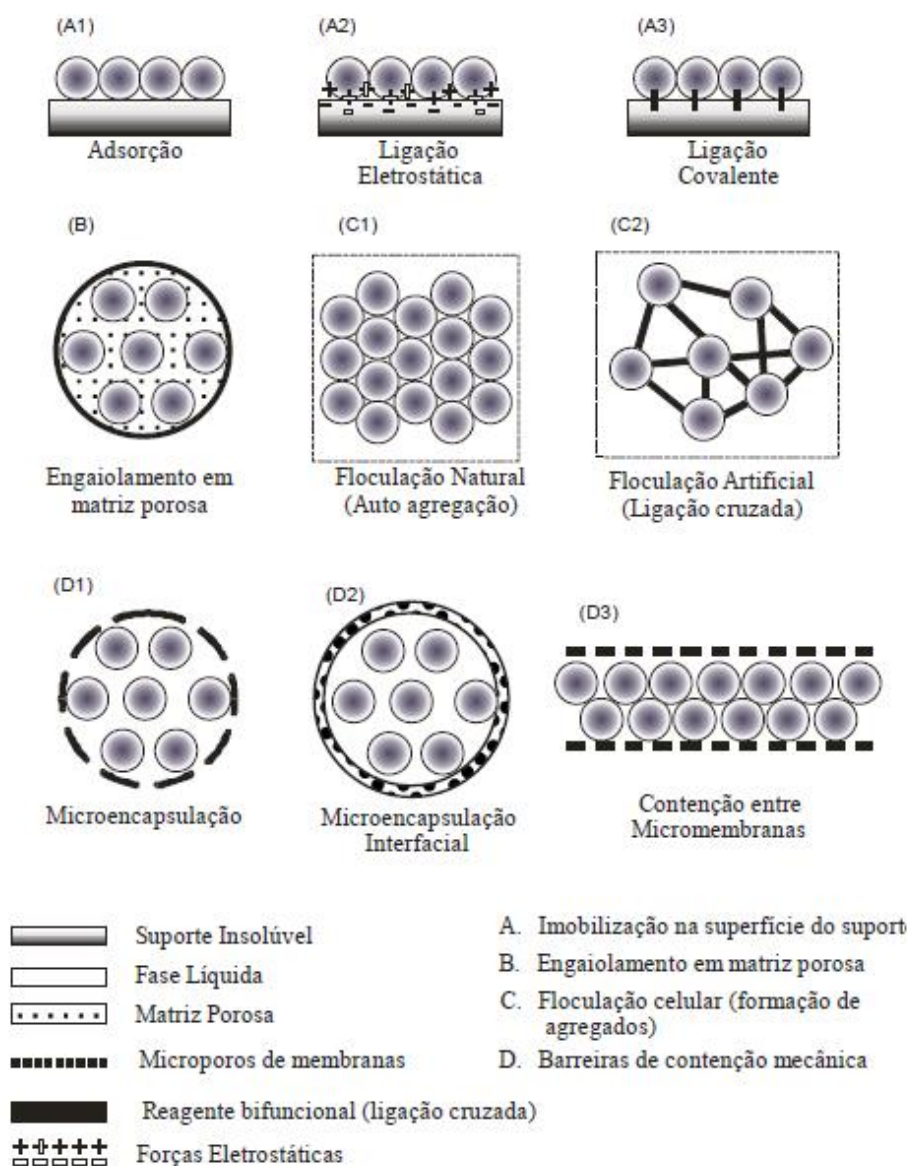 (A1)
(A2)
(A3)
Adsorção
Ligação
Eletrostática
Ligação
Covalente
(B)
(C1)
(C2)
Engaiolamento em
matriz porosa
Floculação Natural
(Auto agregação)
Floculação Artificial
(Ligação cruzada)
(D1)
(D2)
(D3)
Microencapsulação
Microencapsulação
Interfacial
Contenção entre
Micromembranas
Suporte Insolúvel
Fase Líquida
Matriz Porosa
Microporos de membranas
Reagente bifuncional (ligação cruzada)
Forças Eletrostáticas
A. Imobilização na superfície do suport
B. Engaiolamento em matriz porosa
C. Floculação celular (formação de
agregados)
D. Barreiras de contenção mecânica